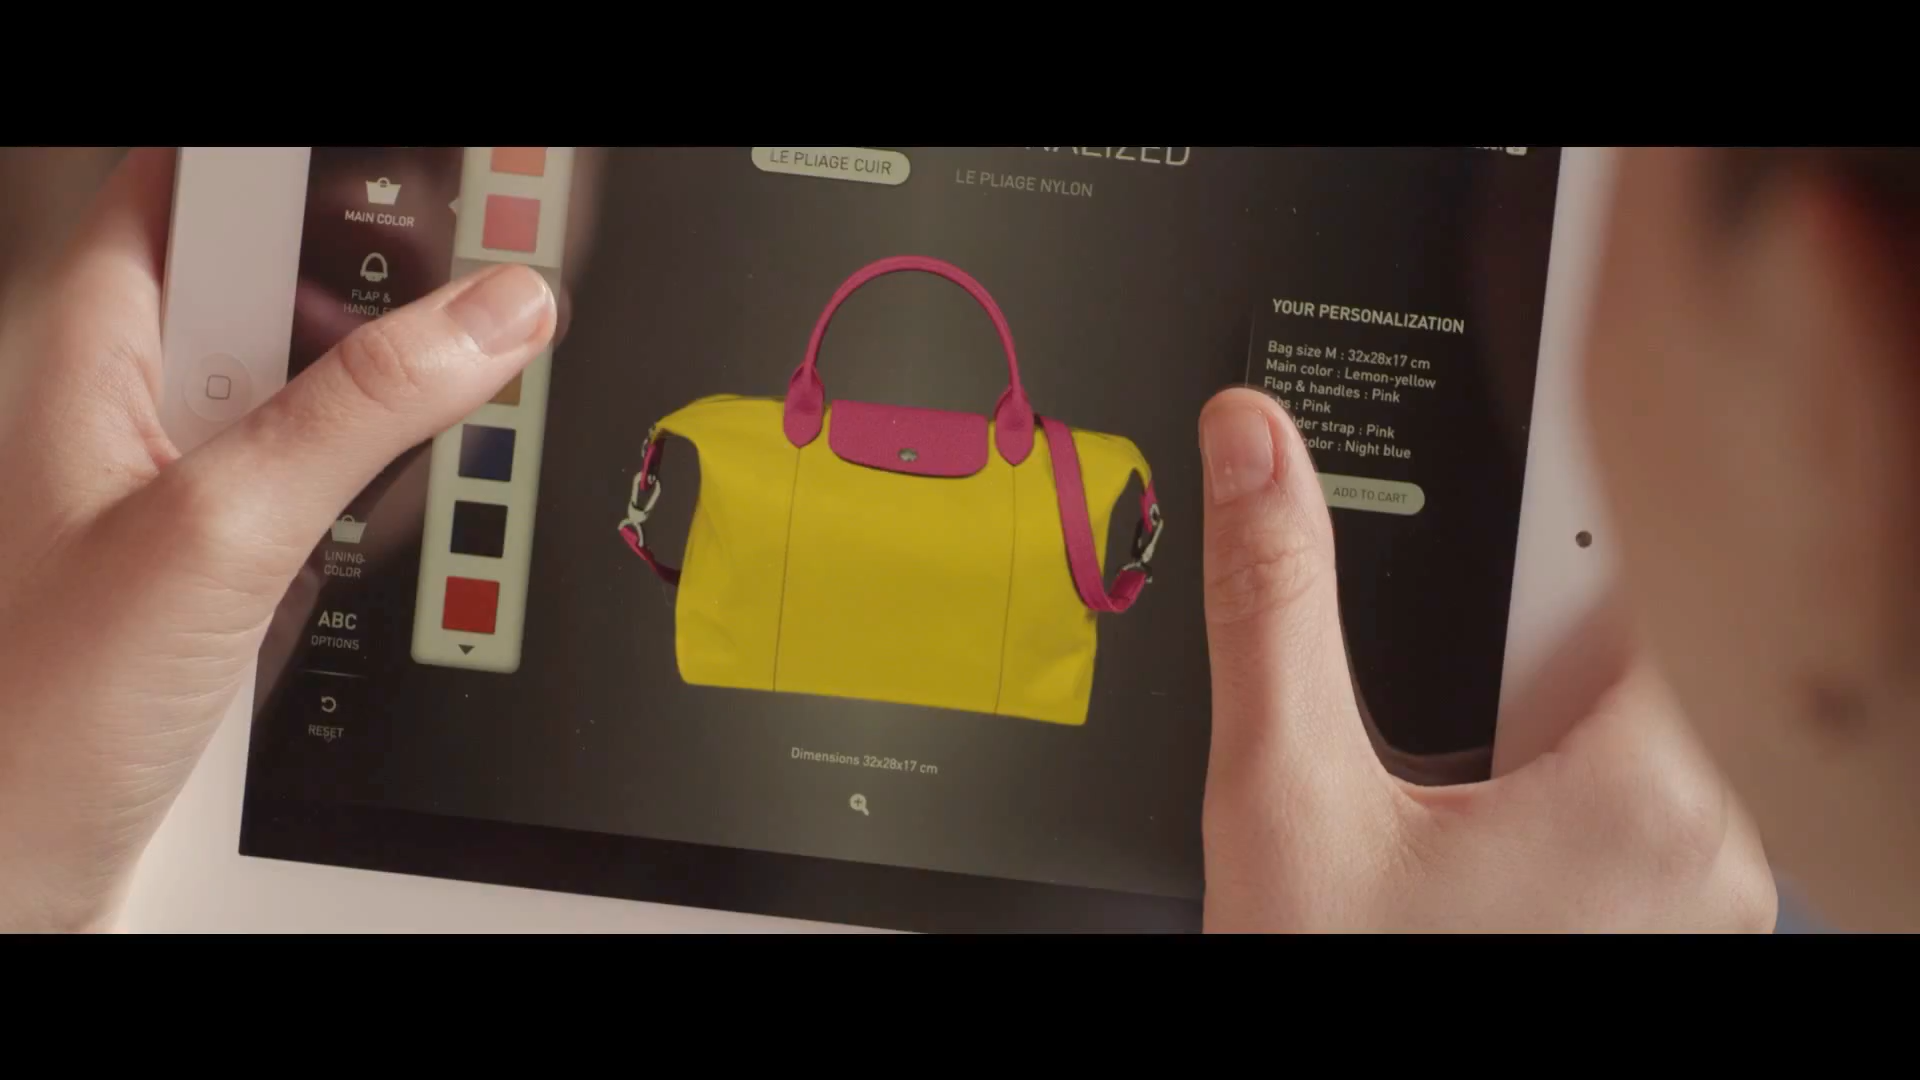 LE PLIAGE CUIR
LE PLIAGE NYLON
MAIN COLOR
FLAP &
LINING
COLOR
ABC
OPTIONS
RESET
YOUR PERSONALIZATION
Bag size M : 32x28x17 cm
Main color : Lemon-yellow
Flap & handles : Pink
: Pink
strap : Pink
color : Night blue
ADD TO CART
Dimensions 32x28x17 cm